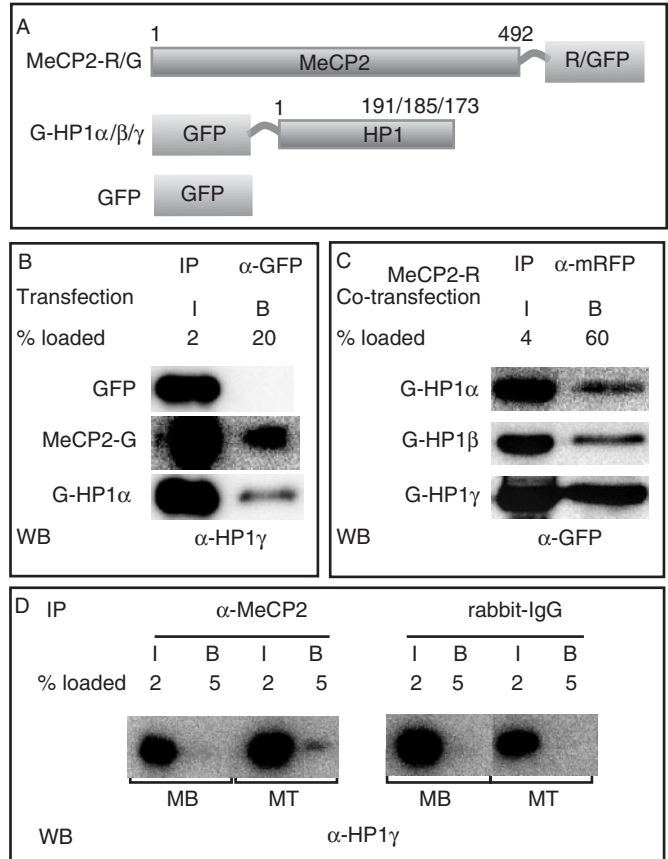 A
1 492
MeCP2-R/G MeCP2 R/GFP
1 191/185/173
G-HP1α/β/γ GFP HP1
GFP GFP
B
IP α-GFP
Transfection
I B
% loaded 2 20
GFP
MeCP2-G
G-HP1α
WB α-HP1γ
C
MeCP2-R IP α-mRFP
Co-transfection
I B
% loaded 4 60
G-HP1α
G-HP1β
G-HP1γ
WB α-GFP
D IP α-MeCP2 rabbit-IgG
I B I B I B I B
% loaded 2 5 2 5 2 5 2 5
MB MT MB MT
WB α-HP1γ